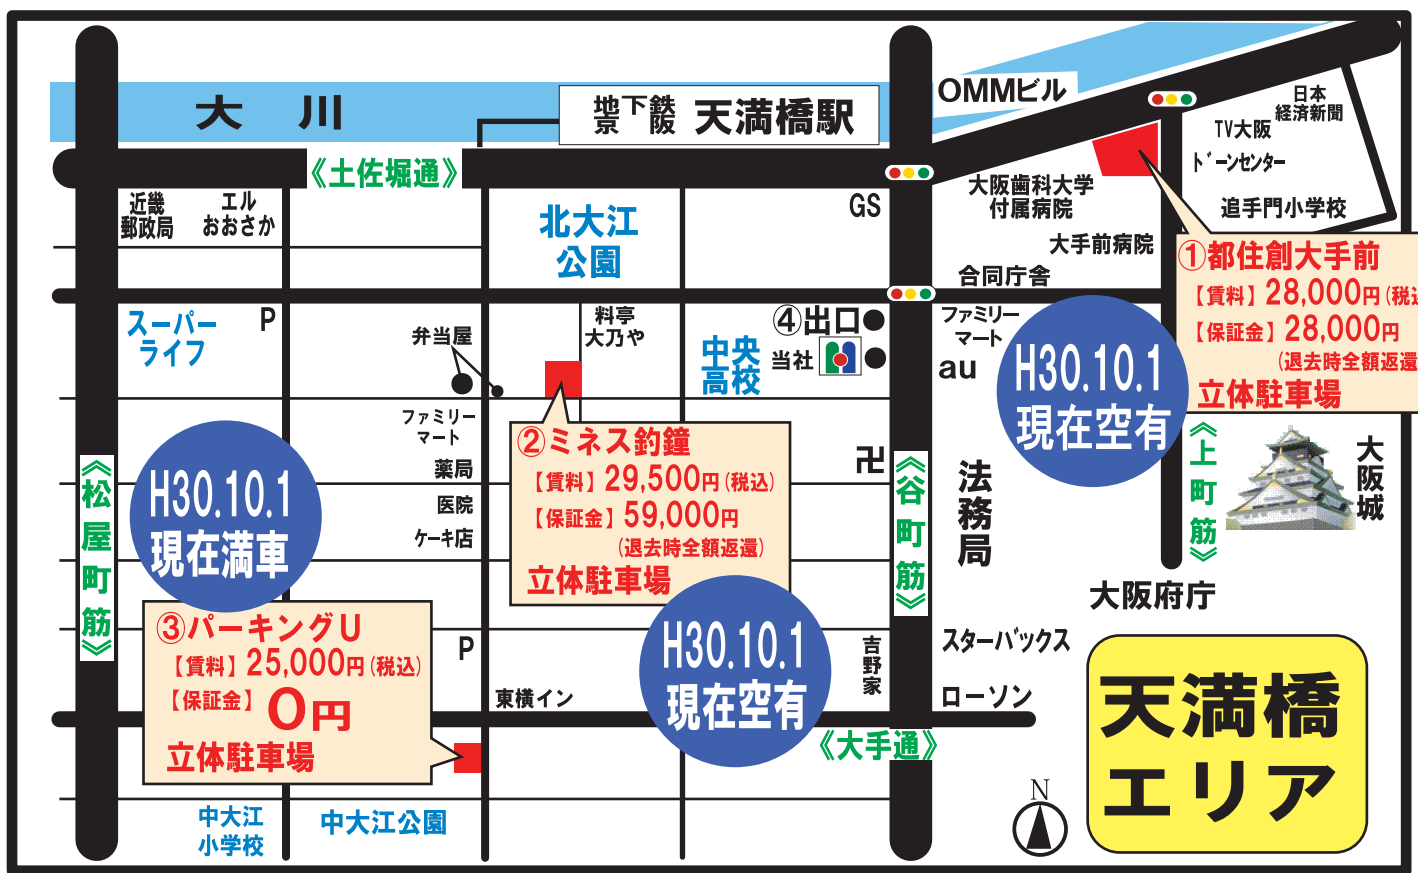 大川
地下鉄
京阪
天満橋駅
OMMビル
日本
経済新聞
TV大阪
ドーンセンター
追手門小学校
《土佐堀通》
近畿
郵政局
エル
おおさか
北大江
公園
GS
大阪歯科大学
付属病院
大手前病院
合同庁舎
①都住創大手前
【賃料】28,000円(税込
【保証金】28,000円
(退去時全額返還
立体駐車場
スーパー
ライフ
P
弁当屋
料亭
大乃や
④出口●
中央
高校
当社
ファミリー
マート
au
H30.10.1
現在空有
ファミリー
マート
薬局
医院
ケーキ店
②ミネス釣鐘
【賃料】29,500円(税込)
【保証金】59,000円
(退去時全額返還)
立体駐車場
卍
《松屋町筋》
H30.10.1
現在満車
《谷町筋》
法務局
《上町筋》
大阪城
大阪府庁
③パーキングU
【賃料】25,000円(税込)
【保証金】0円
立体駐車場
P
東横イン
H30.10.1
現在空有
吉野家
スターバックス
ローソン
《大手通》
天満橋
エリア
中大江
小学校
中大江公園
N